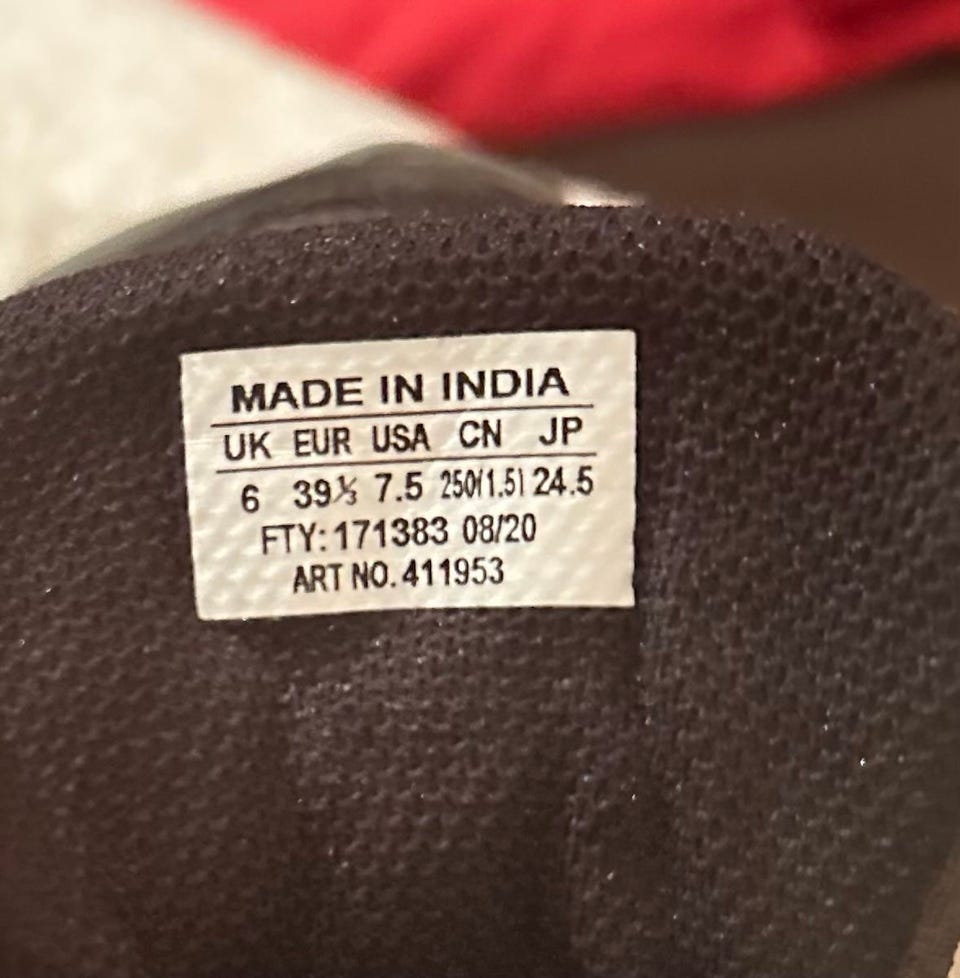 MADE IN INDIA
UK EUR USA CN JP
6 39⅓ 7.5 250(1.5) 24.5
FTY: 171383 08/20
ART NO. 411953